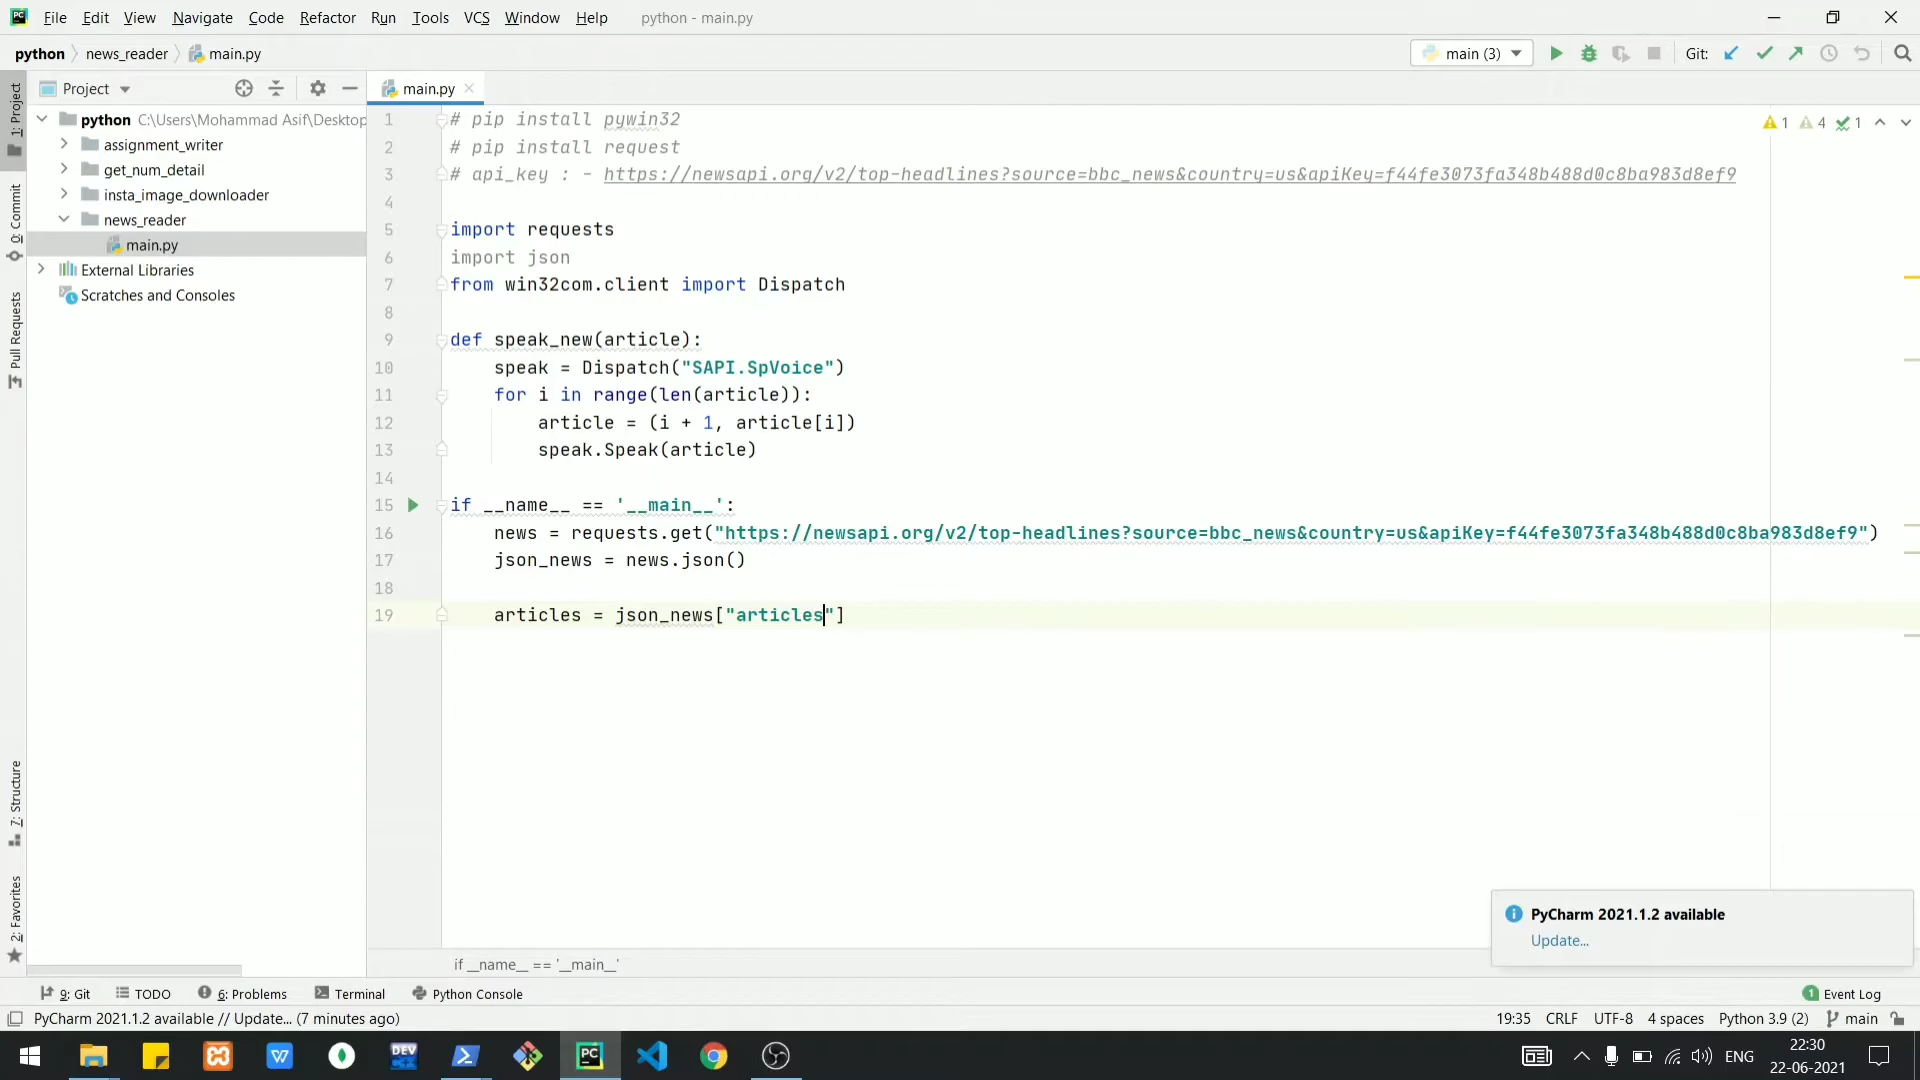 File Edit View Navigate Code Refactor Run Tools VCS Window Help python - main.py
python news_reader main.py main (3) Git:
Project main.py
python C:\Users\Mohammad Asif\Desktop
assignment_writer
get_num_detail
insta_image_downloader
news_reader
main.py
External Libraries
Scratches and Consoles
1: Project
0: Commit
Pull Requests
7: Structure
2: Favorites
1 # pip install pywin32
2 # pip install request
3 # api_key : - https://newsapi.org/v2/top-headlines?source=bbc_news&country=us&apiKey=f44fe3073fa348b488d0c8ba983d8ef9
4
5 import requests
6 import json
7 from win32com.client import Dispatch
8
9 def speak_new(article):
10 speak = Dispatch("SAPI.SpVoice")
11 for i in range(len(article)):
12 article = (i + 1, article[i])
13 speak.Speak(article)
14
15 if __name__ == '__main__':
16 news = requests.get("https://newsapi.org/v2/top-headlines?source=bbc_news&country=us&apiKey=f44fe3073fa348b488d0c8ba983d8ef9")
17 json_news = news.json()
18
19 articles = json_news["articles"]
1 4 1
if __name__ == '__main__'
PyCharm 2021.1.2 available
Update...
9: Git TODO 6: Problems Terminal Python Console 1 Event Log
PyCharm 2021.1.2 available // Update... (7 minutes ago) 19:35 CRLF UTF-8 4 spaces Python 3.9 (2) main
DEV PC ENG 22:30
22-06-2021